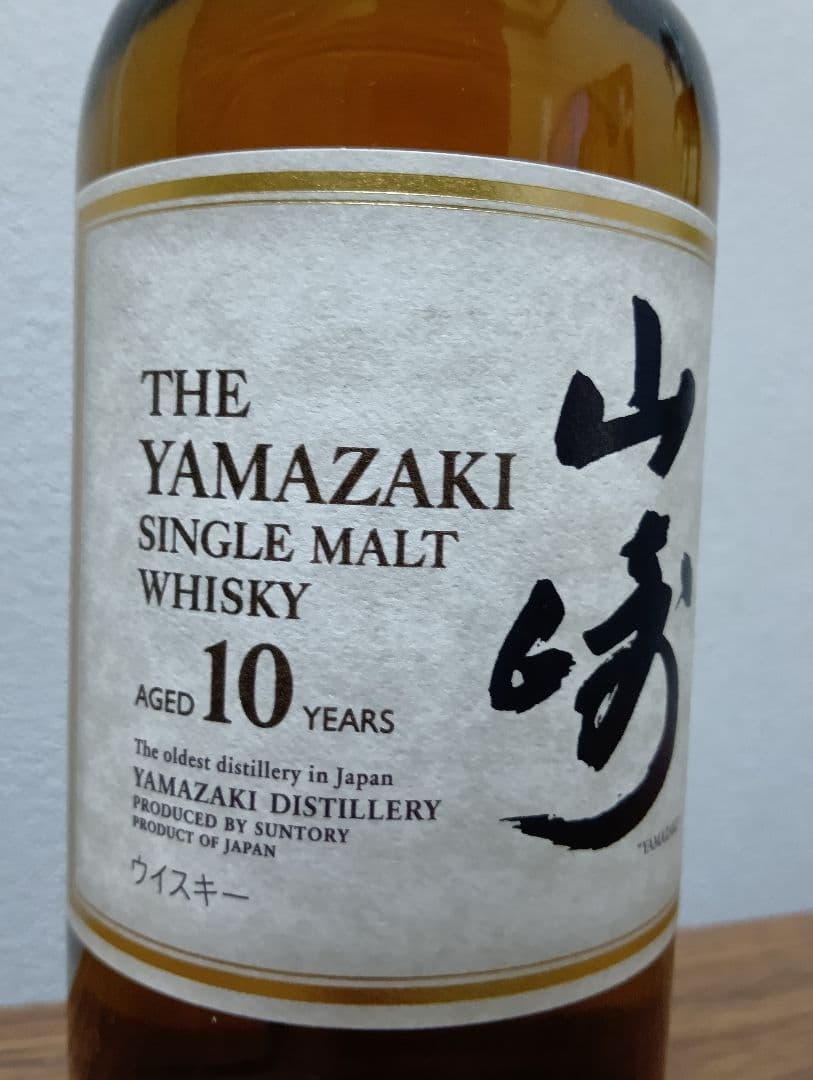 THE
YAMAZAKI
SINGLE MALT
WHISKY
AGED 10 YEARS
The oldest distillery in Japan
YAMAZAKI DISTILLERY
PRODUCED BY SUNTORY
PRODUCT OF JAPAN
ウイスキー
山崎
"YAMAZAKI"